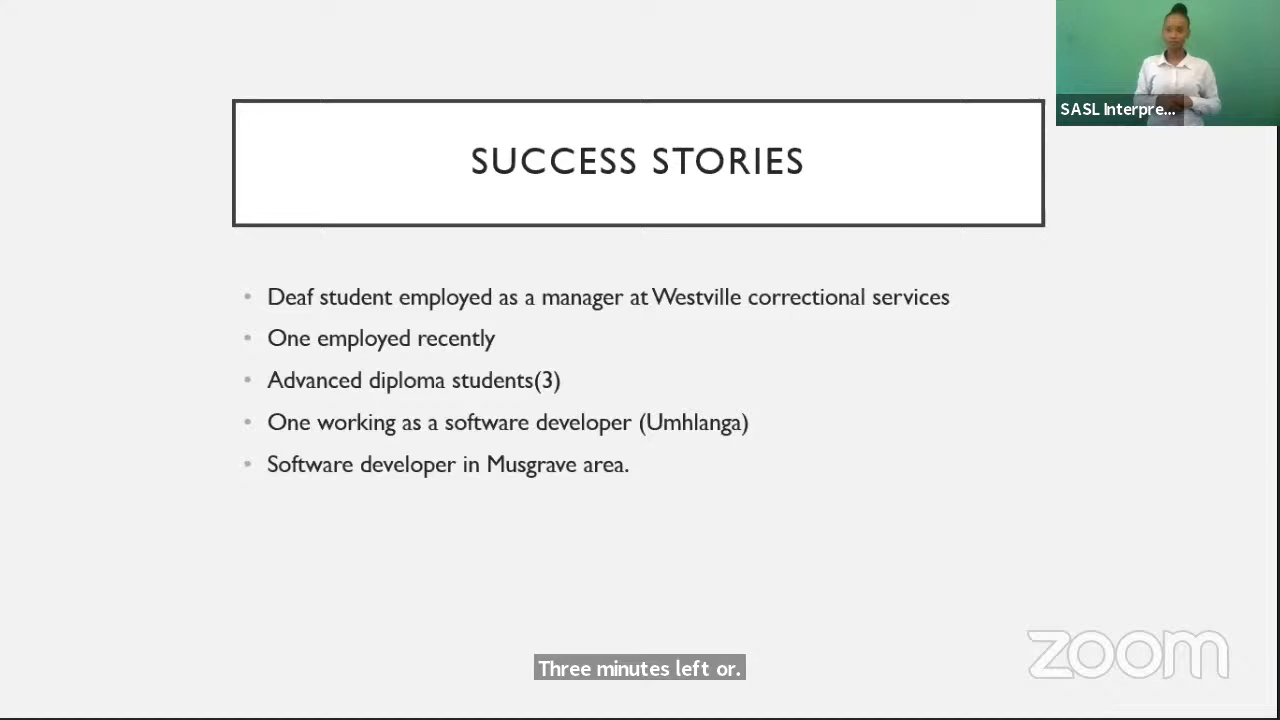 SASL Interpre...
SUCCESS STORIES
• Deaf student employed as a manager at Westville correctional services
• One employed recently
• Advanced diploma students(3)
• One working as a software developer (Umhlanga)
• Software developer in Musgrave area.
Three minutes left or.
zoom